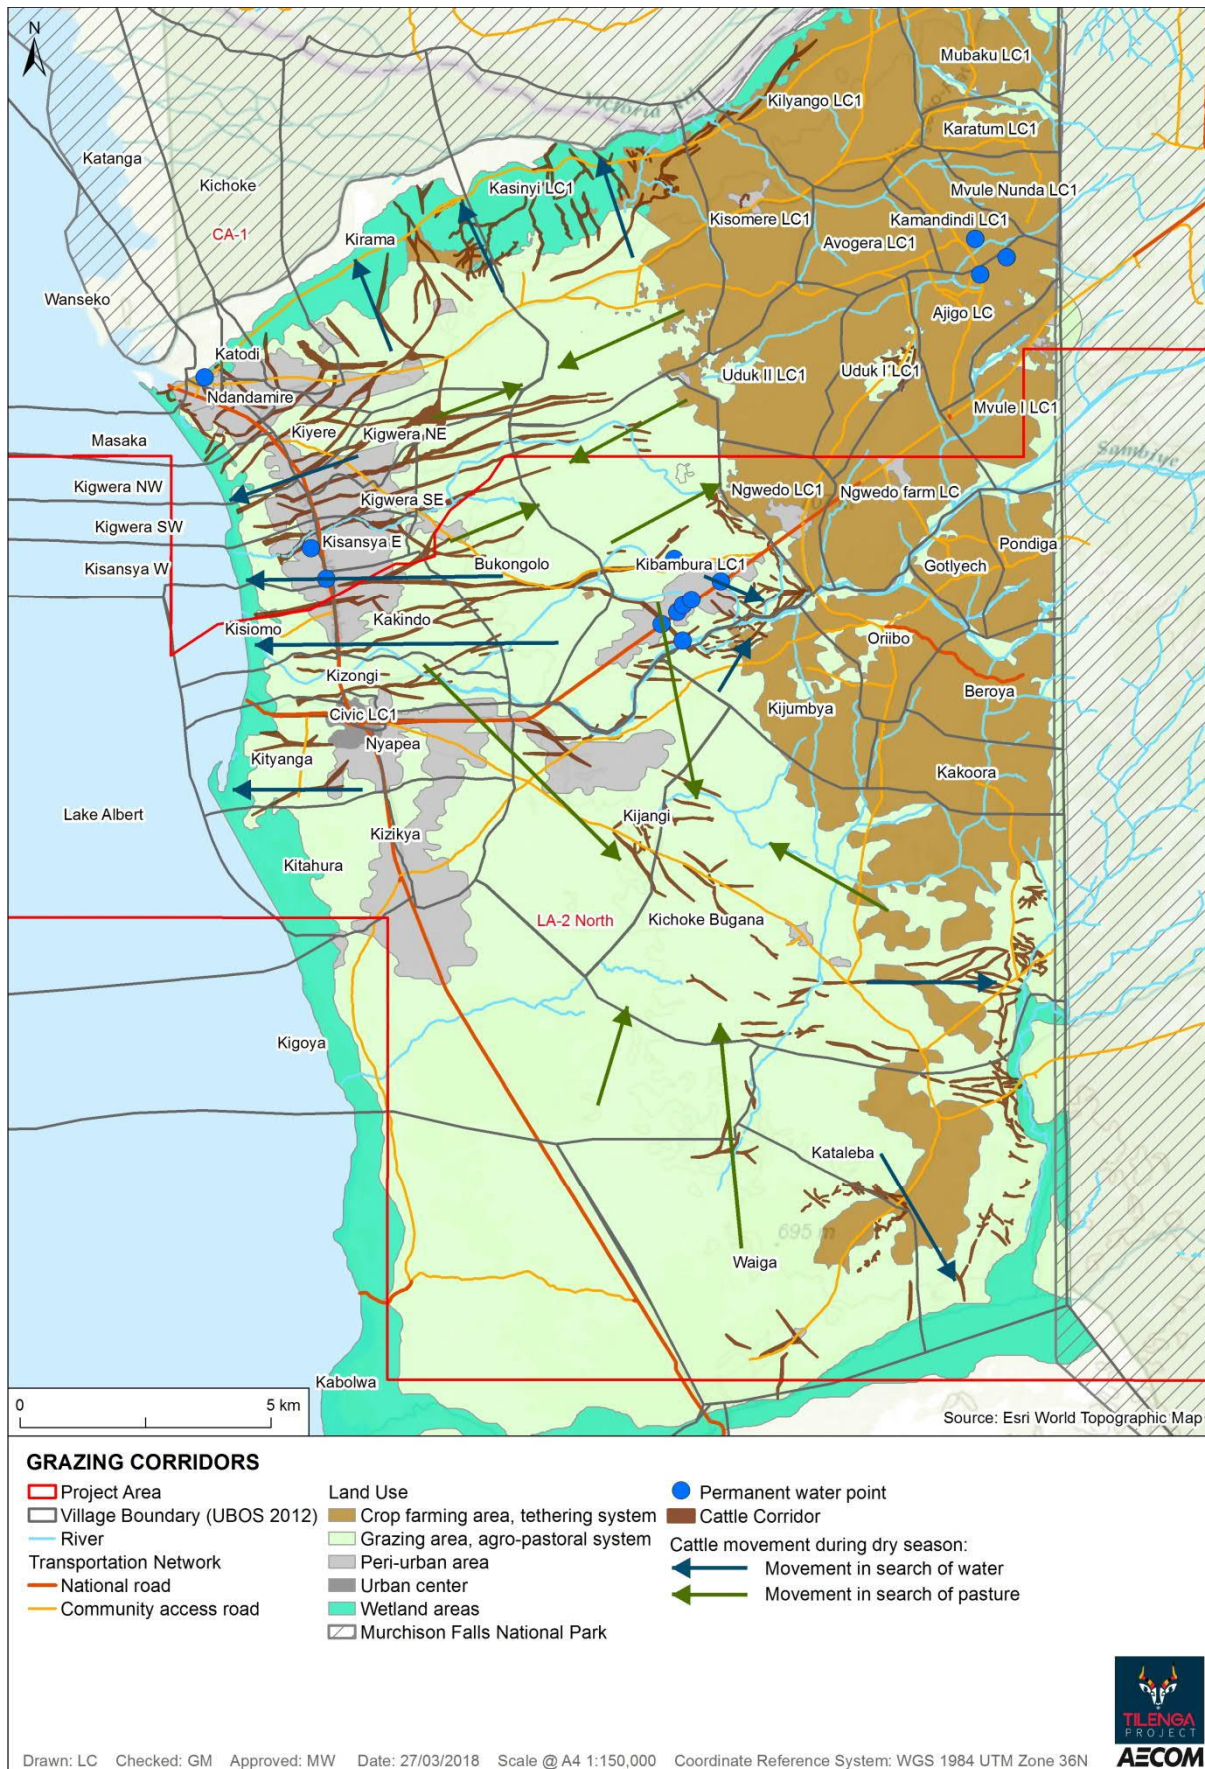 N
Victoria Nile
Mubaku LC1
Kilyango LC1
Karatum LC1
Katanga
Kichoke
Kasinyi LC1
Mvule Nunda LC1
CA-1
Kisomere LC1
Kamandindi LC1
Kirama
Avogera LC1
Wanseko
Ajigo LC
Katodi
Uduk II LC1
Uduk I LC1
Ndandamire
Mvule I LC1
Masaka
Kiyere
Kigwera NE
Sambiye
Kigwera NW
Kigwera SE
Ngwedo LC1
Ngwedo farm LC
Kigwera SW
Kisansya E
Pondiga
Kisansya W
Bukongolo
Kibambura LC1
Gotlyech
Kisiomo
Kakindo
Oriibo
Kizongi
Beroya
Civic LC1
Kijumbya
Nyapea
Kityanga
Kakoora
Lake Albert
Kijangi
Kizikya
Kitahura
LA-2 North
Kichoke Bugana
Kigoya
Kataleba
695 m
Waiga
Kabolwa
0
5 km
Source: Esri World Topographic Map
GRAZING CORRIDORS
Project Area
Village Boundary (UBOS 2012)
River
Transportation Network
National road
Community access road
Land Use
Crop farming area, tethering system
Grazing area, agro-pastoral system
Peri-urban area
Urban center
Wetland areas
Murchison Falls National Park
Permanent water point
Cattle Corridor
Cattle movement during dry season:
Movement in search of water
Movement in search of pasture
TILENGA
PROJECT
AECOM
Drawn: LC Checked: GM Approved: MW Date: 27/03/2018 Scale @ A4 1:150,000 Coordinate Reference System: WGS 1984 UTM Zone 36N